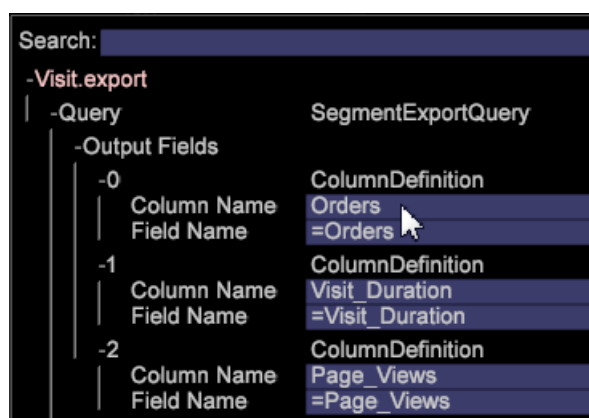 Search:
-Visit.export
-Query SegmentExportQuery
-Output Fields
-0 ColumnDefinition
Column Name Orders
Field Name =Orders
-1 ColumnDefinition
Column Name Visit_Duration
Field Name =Visit_Duration
-2 ColumnDefinition
Column Name Page_Views
Field Name =Page_Views